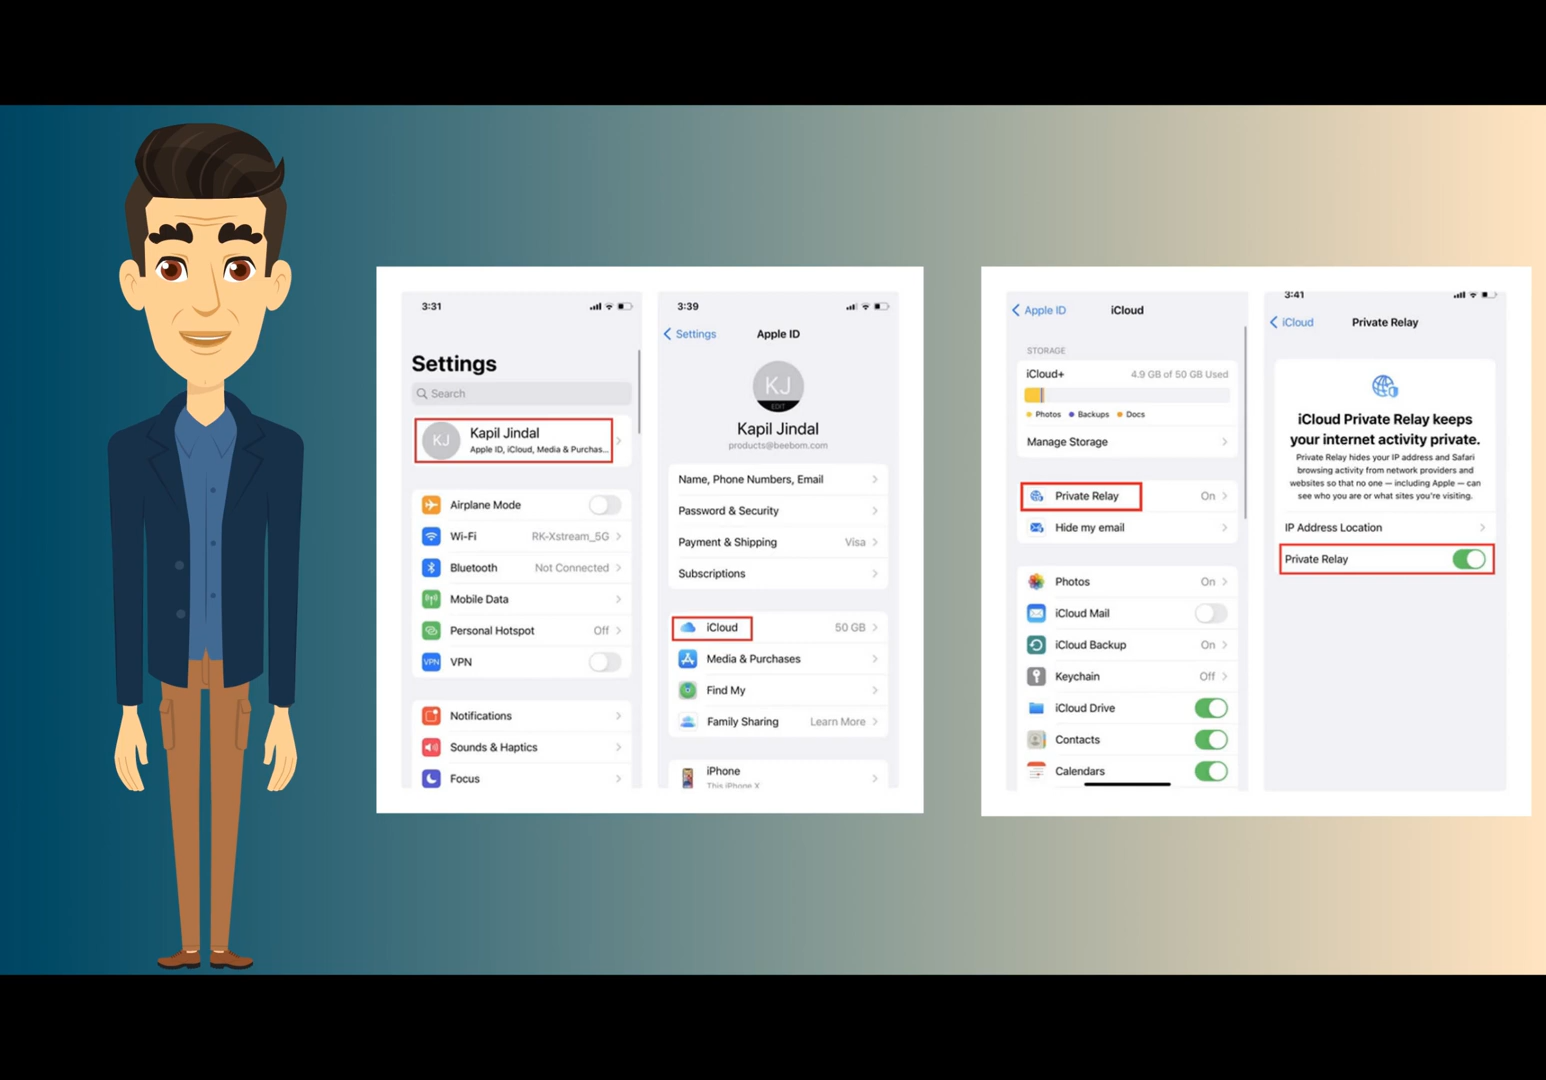 3:31
Settings
Search
KJ
Kapil Jindal
Apple ID, iCloud, Media & Purchas...
Airplane Mode
Wi-Fi RK-Xstream_5G
Bluetooth Not Connected
Mobile Data
Personal Hotspot Off
VPN VPN
Notifications
Sounds & Haptics
Focus
3:39
Settings Apple ID
KJ
EDIT
Kapil Jindal
products@beebom.com
Name, Phone Numbers, Email
Password & Security
Payment & Shipping Visa
Subscriptions
iCloud 50 GB
Media & Purchases
Find My
Family Sharing Learn More
iPhone
This iPhone X
Apple ID iCloud
STORAGE
iCloud+ 4.9 GB of 50 GB Used
Photos Backups Docs
Manage Storage
Private Relay On
Hide my email
Photos On
iCloud Mail
iCloud Backup On
Keychain Off
iCloud Drive
Contacts
Calendars
3:41
iCloud Private Relay
iCloud Private Relay keeps
your internet activity private.
Private Relay hides your IP address and Safari
browsing activity from network providers and
websites so that no one — including Apple — can
see who you are or what sites you're visiting.
IP Address Location
Private Relay